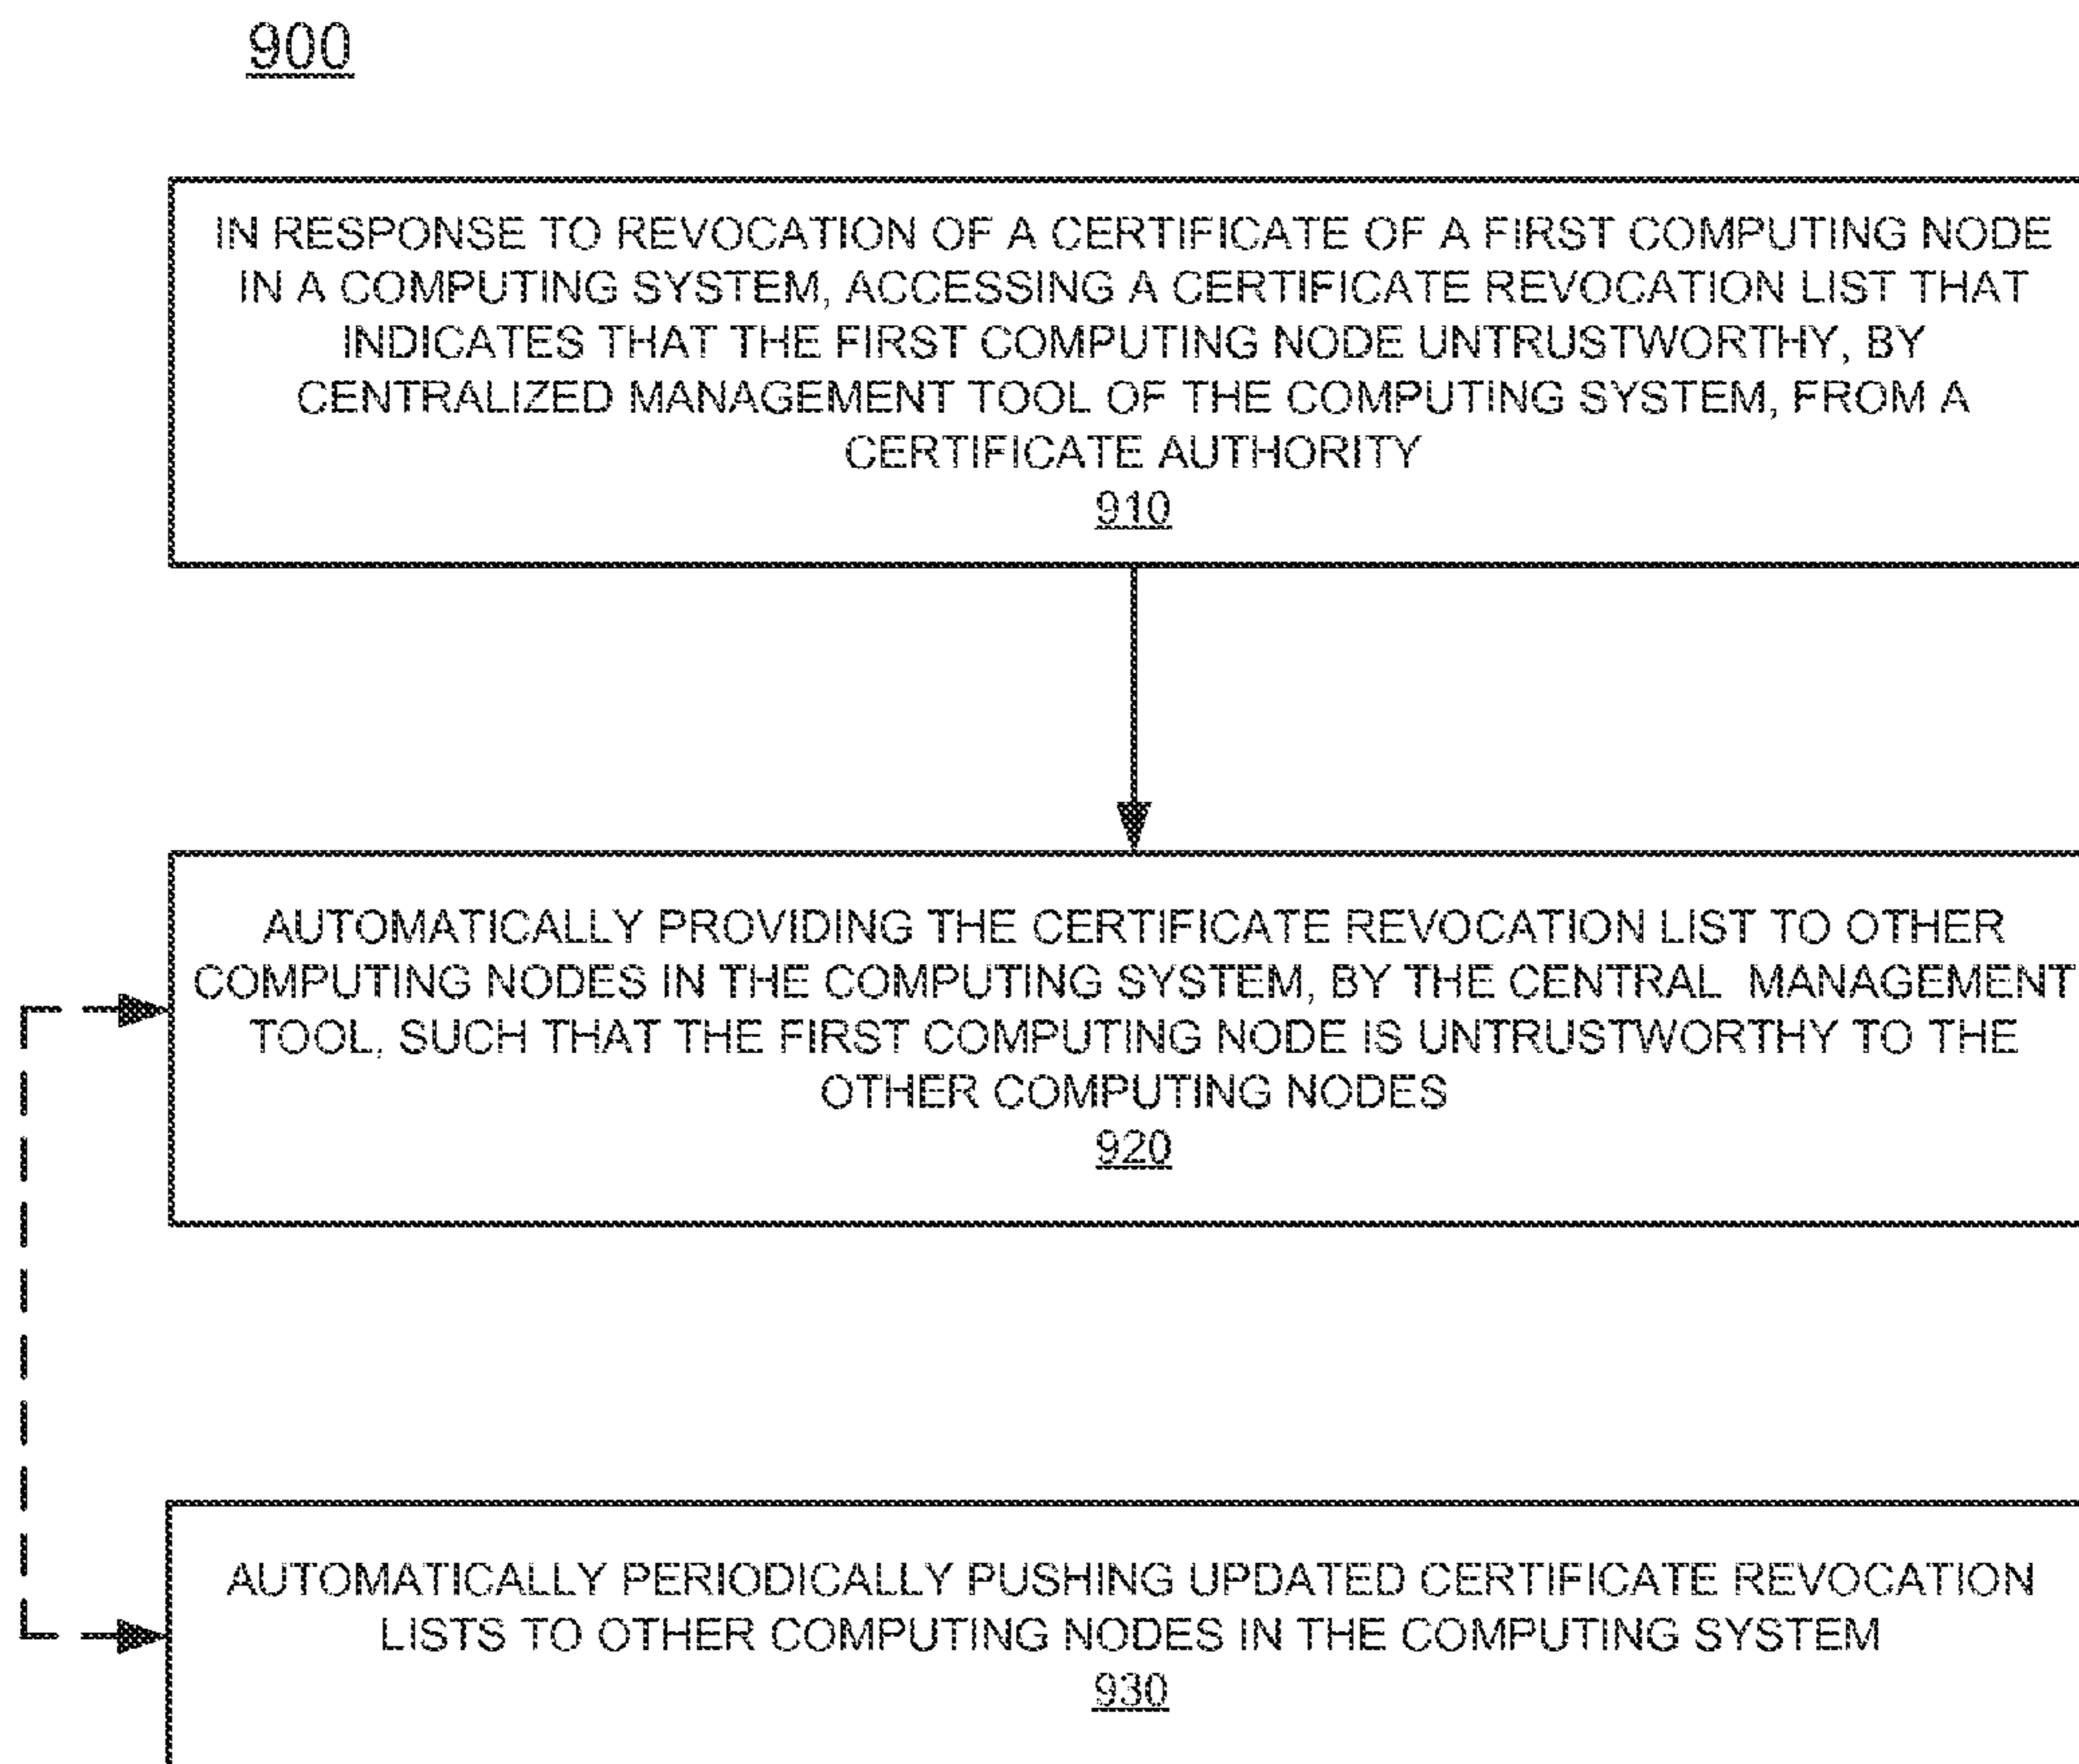 900
IN RESPONSE TO REVOCATION OF A CERTIFICATE OF A FIRST COMPUTING NODE
IN A COMPUTING SYSTEM, ACCESSING A CERTIFICATE REVOCATION LIST THAT
INDICATES THAT THE FIRST COMPUTING NODE UNTRUSTWORTHY, BY
CENTRALIZED MANAGEMENT TOOL OF THE COMPUTING SYSTEM, FROM A
CERTIFICATE AUTHORITY
910
AUTOMATICALLY PROVIDING THE CERTIFICATE REVOCATION LIST TO OTHER
COMPUTING NODES IN THE COMPUTING SYSTEM, BY THE CENTRAL MANAGEMENT
TOOL, SUCH THAT THE FIRST COMPUTING NODE IS UNTRUSTWORTHY TO THE
OTHER COMPUTING NODES
920
AUTOMATICALLY PERIODICALLY PUSHING UPDATED CERTIFICATE REVOCATION
LISTS TO OTHER COMPUTING NODES IN THE COMPUTING SYSTEM
930